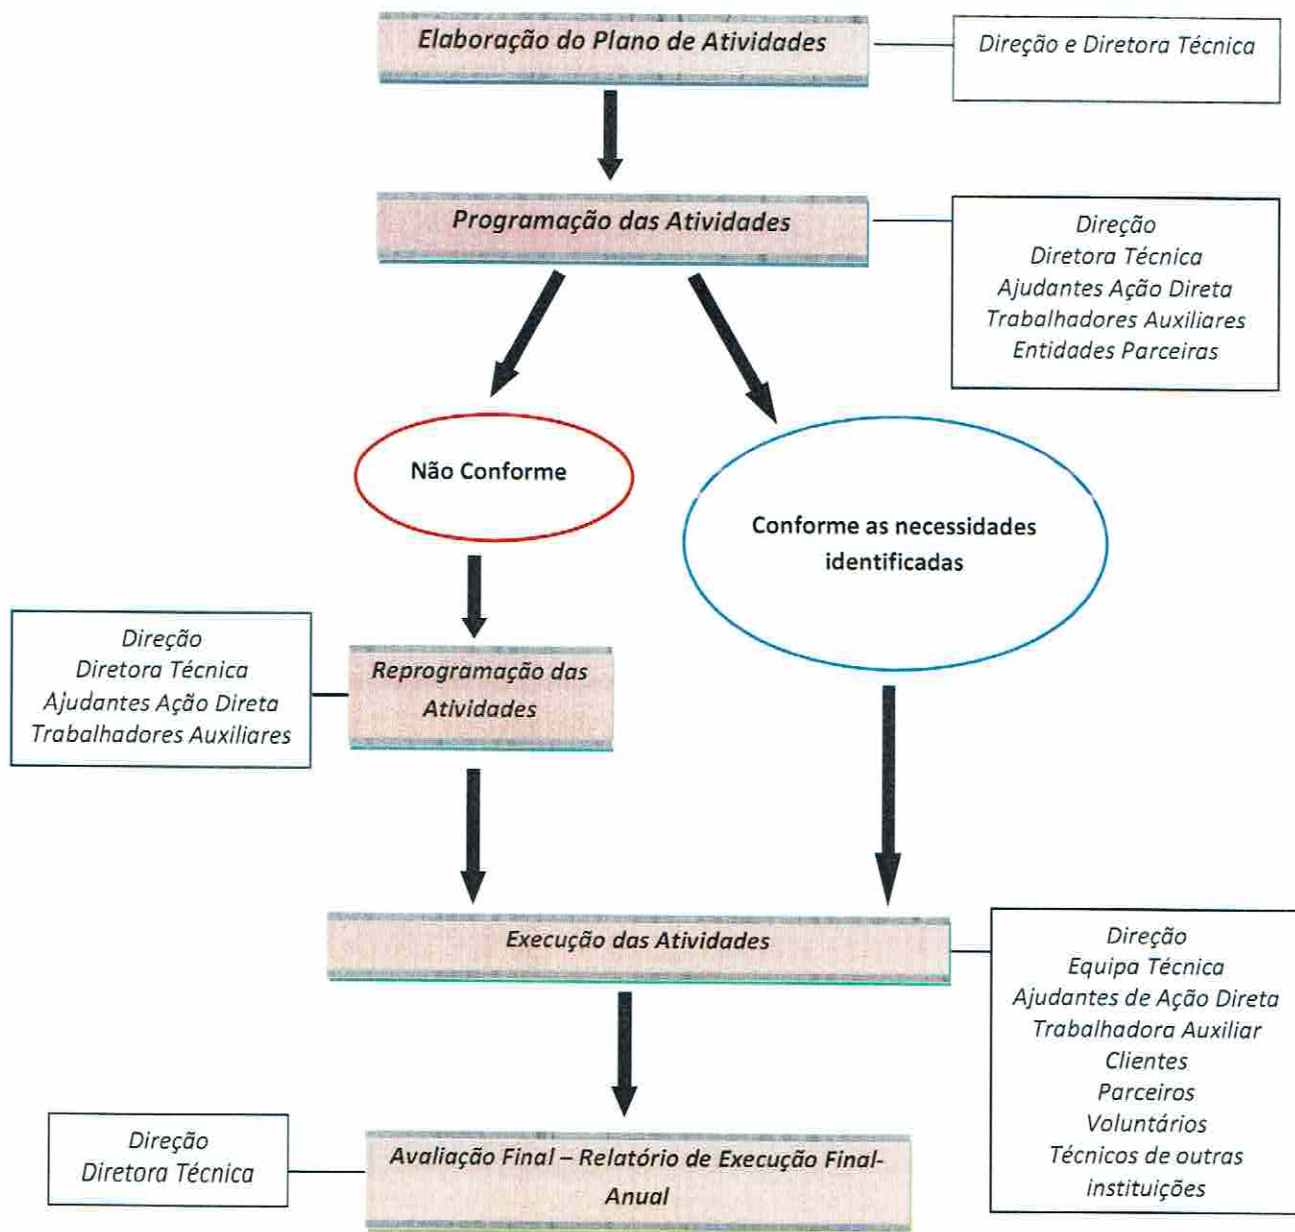 Elaboração do Plano de Atividades
Direção e Diretora Técnica
Programação das Atividades
Direção
Diretora Técnica
Ajudantes Ação Direta
Trabalhadores Auxiliares
Entidades Parceiras
Não Conforme
Conforme as necessidades
identificadas
Direção
Diretora Técnica
Ajudantes Ação Direta
Trabalhadores Auxiliares
Reprogramação das
Atividades
Execução das Atividades
Direção
Equipa Técnica
Ajudantes de Ação Direta
Trabalhadora Auxiliar
Clientes
Parceiros
Voluntários
Técnicos de outras
instituições
Direção
Diretora Técnica
Avaliação Final – Relatório de Execução Final-
Anual